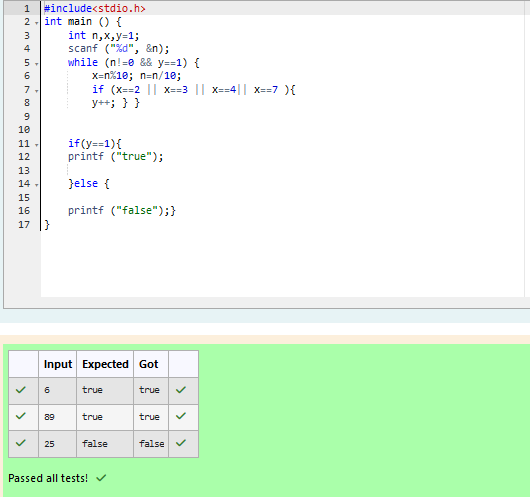 1 #include<stdio.h>
2 int main () {
3 int n,x,y=1;
4 scanf ("%d", &n);
5 while (n!=0 && y==1) {
6 x=n%10; n=n/10;
7 if (x==2 || x==3 || x==4|| x==7 ){
8 y++; } }
9
10
11 if(y==1){
12 printf ("true");
13
14 }else {
15
16 printf ("false");}
17 }
Input Expected Got
6 true true
89 true true
25 false false
Passed all tests!